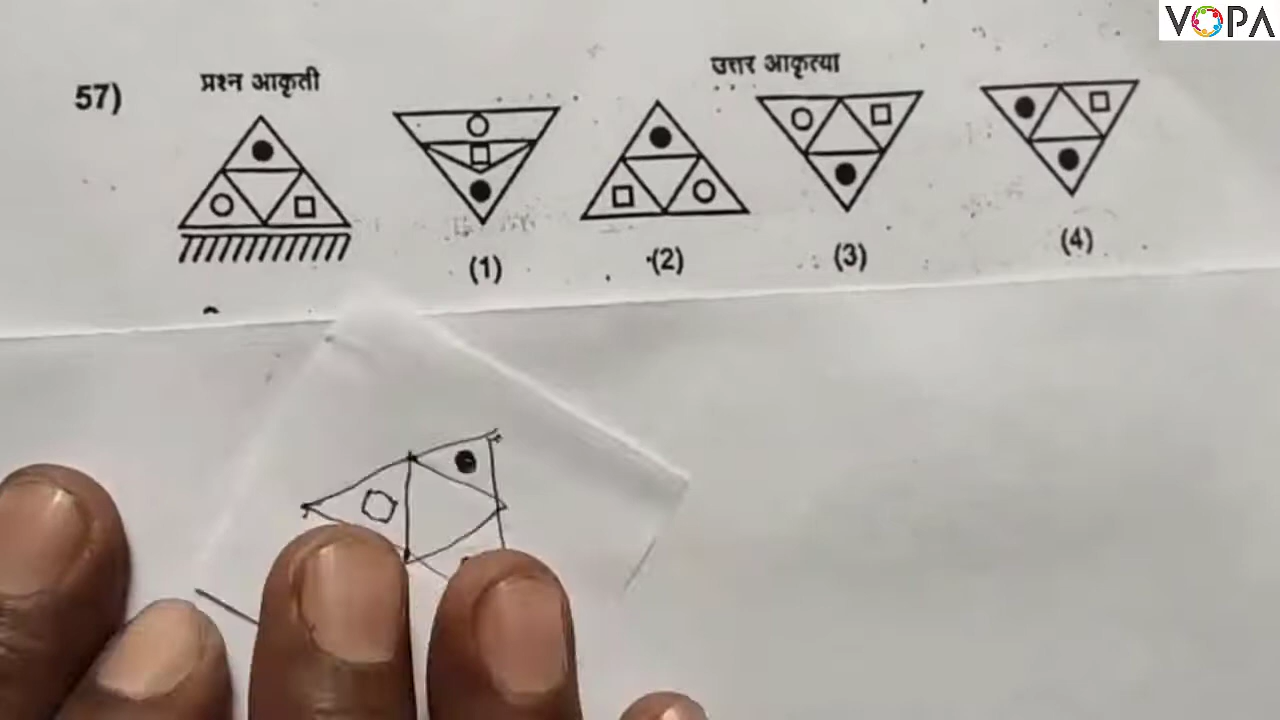 VOPA
57)
प्रश्न आकृती
उत्तर आकृत्या
(1)
(2)
(3)
(4)